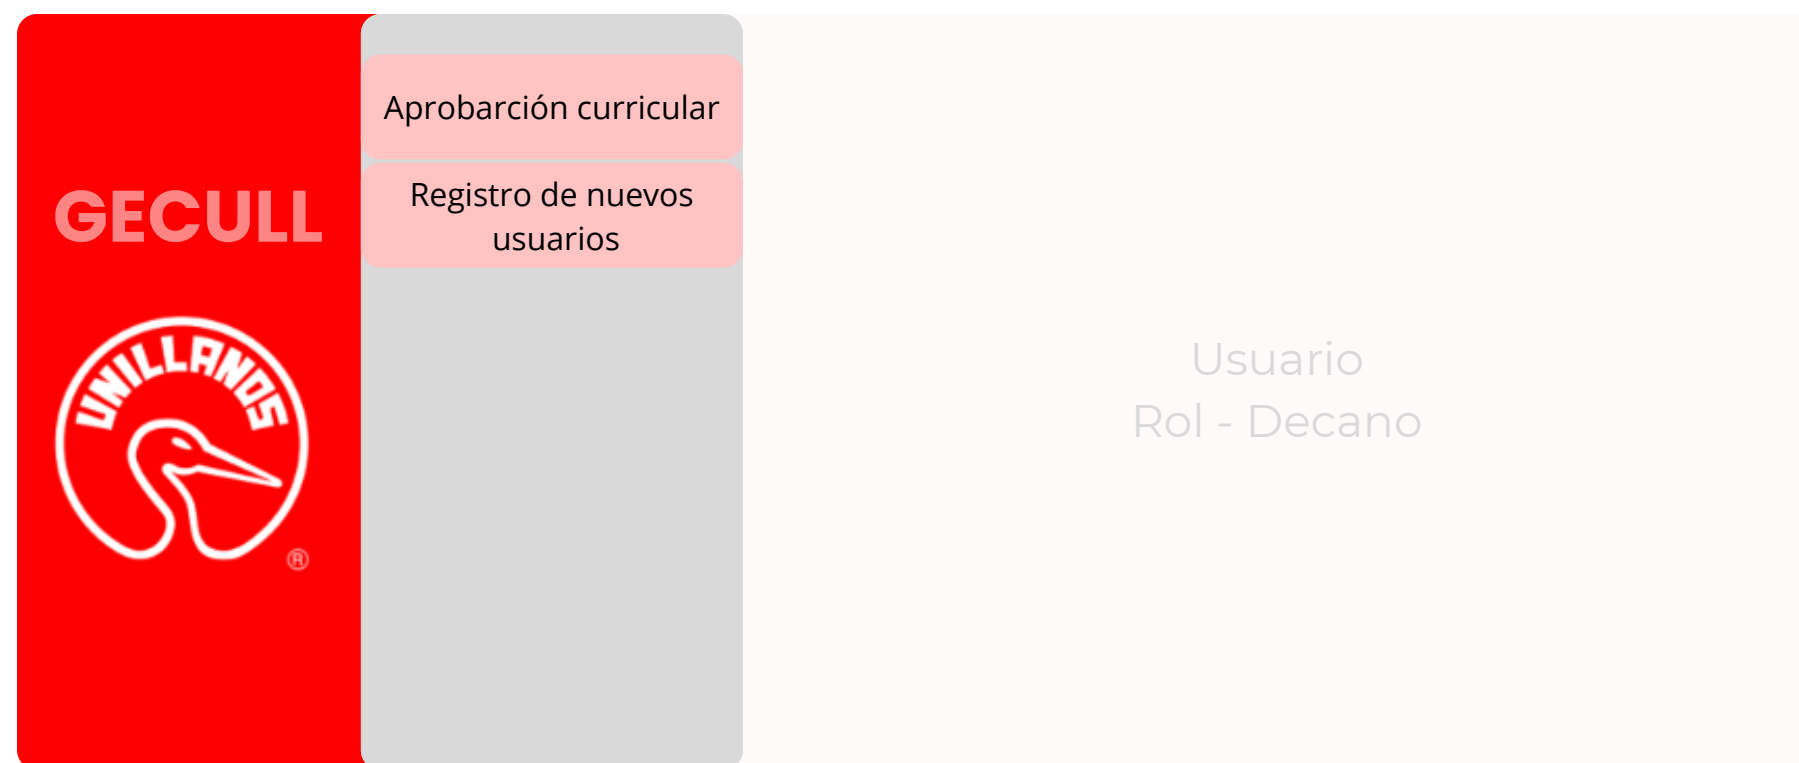 GECULL
UNILLANOS
®
Aprobarción curricular
Registro de nuevos
usuarios
Usuario
Rol - Decano